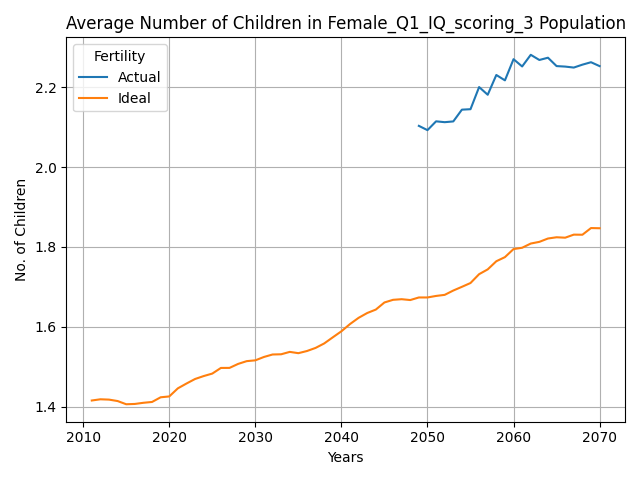 Average Number of Children in Female_Q1_IQ_scoring_3 Population
Fertility
Actual
Ideal
No. of Children
2.2
2.0
1.8
1.6
1.4
2010 2020 2030 2040 2050 2060 2070
Years